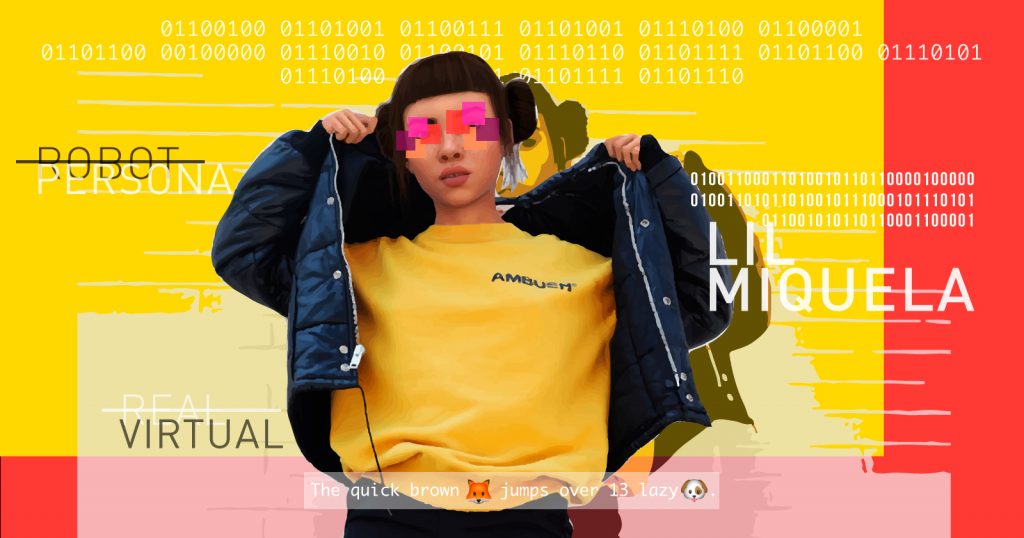 01100100 01101001 01100111 01101001 01110100 01100001
01101100 00100000 01110010 01100101 01110110 01101111 01101100 01110101
01110100 01101111 01101110
ROBOT
PERSONA
01001100011010010110110000100000
01001101011010010111000101110101
011001010110110001100001
LIL
MIQUELA
AMBUSH®
REAL
VIRTUAL
The quick brown 🦊 jumps over 13 lazy 🐶.